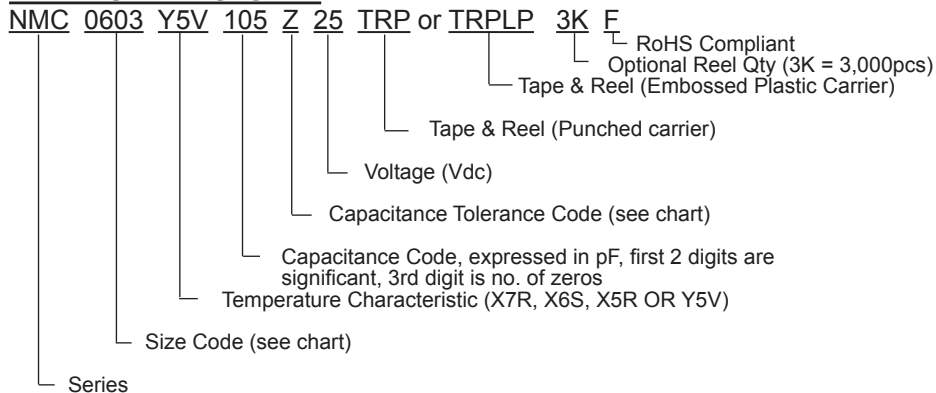 NMC 0603 Y5V 105 Z 25 TRP or TRPLP 3K F
RoHS Compliant
Optional Reel Qty (3K = 3,000pcs)
Tape & Reel (Embossed Plastic Carrier)
Tape & Reel (Punched carrier)
Voltage (Vdc)
Capacitance Tolerance Code (see chart)
Capacitance Code, expressed in pF, first 2 digits are
significant, 3rd digit is no. of zeros
Temperature Characteristic (X7R, X6S, X5R OR Y5V)
Size Code (see chart)
Series